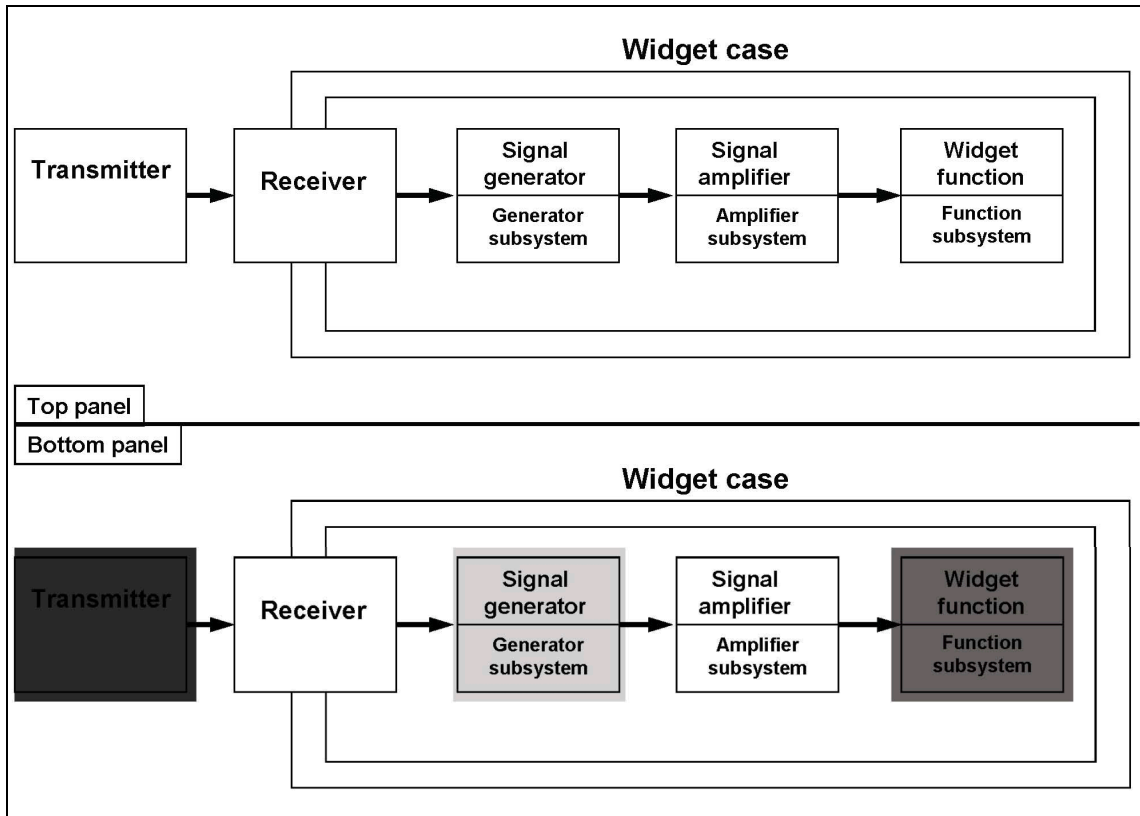 Widget case
Transmitter
Receiver
Signal
generator
Generator
subsystem
Signal
amplifier
Amplifier
subsystem
Widget
function
Function
subsystem
Top panel
Bottom panel
Widget case
Transmitter
Receiver
Signal
generator
Generator
subsystem
Signal
amplifier
Amplifier
subsystem
Widget
function
Function
subsystem